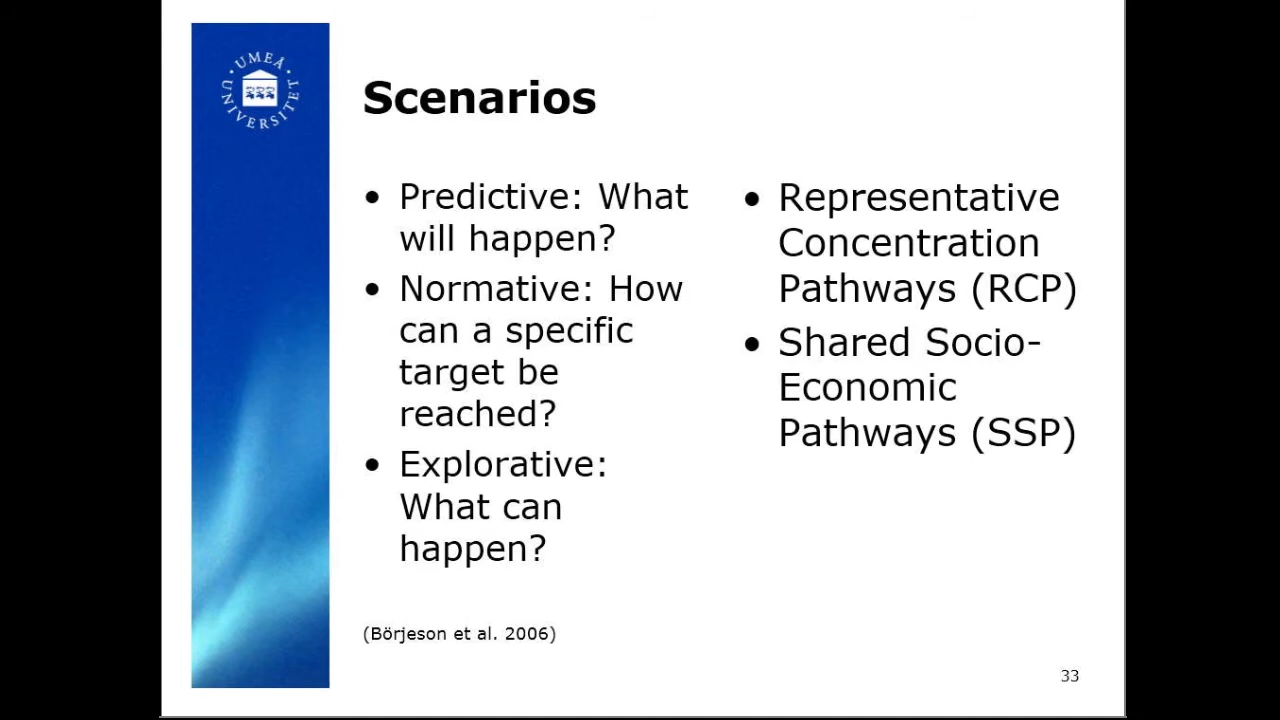 UMEÅ UNIVERSITET
Scenarios
• Predictive: What
will happen?
• Normative: How
can a specific
target be
reached?
• Explorative:
What can
happen?
(Börjeson et al. 2006)
• Representative
Concentration
Pathways (RCP)
• Shared Socio-
Economic
Pathways (SSP)
33